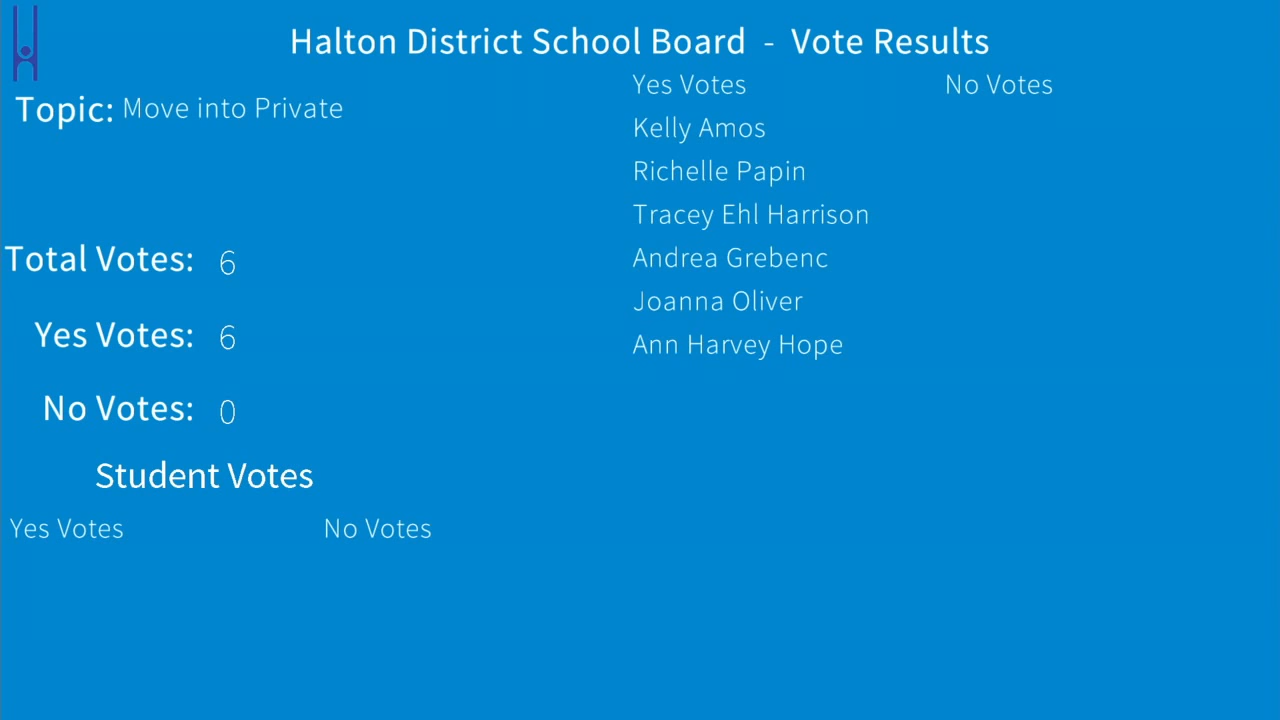 Halton District School Board - Vote Results
Topic: Move into Private
Total Votes: 6
Yes Votes: 6
No Votes: 0
Student Votes
Yes Votes No Votes
Yes Votes No Votes
Kelly Amos
Richelle Papin
Tracey Ehl Harrison
Andrea Grebenc
Joanna Oliver
Ann Harvey Hope